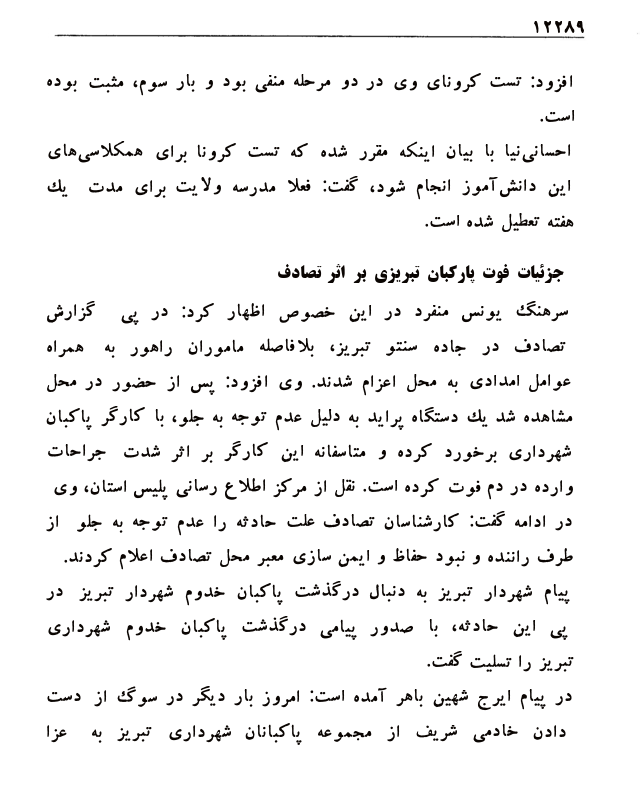 ۱۲۲۸۹
افزود: تست کرونای وی در دو مرحله منفی بود و بار سوم، مثبت بوده
است.
احسانی‌نیا با بیان اینکه مقرر شده که تست کرونا برای همکلاسی‌های
این دانش‌آموز انجام شود، گفت: فعلا مدرسه ولایت برای مدت یك
هفته تعطیل شده است.
جزئیات فوت پارکبان تبریزی بر اثر تصادف
سرهنگ یونس منفرد در این خصوص اظهار کرد: در پی گزارش
تصادف در جاده سنتو تبریز، بلافاصله ماموران راهور به همراه
عوامل امدادی به محل اعزام شدند. وی افزود: پس از حضور در محل
مشاهده شد یك دستگاه پراید به دلیل عدم توجه به جلو، با کارگر پاکبان
شهرداری برخورد کرده و متاسفانه این کارگر بر اثر شدت جراحات
وارده در دم فوت کرده است. نقل از مرکز اطلاع رسانی پلیس استان، وی
در ادامه گفت: کارشناسان تصادف علت حادثه را عدم توجه به جلو از
طرف راننده و نبود حفاظ و ایمن سازی معبر محل تصادف اعلام کردند.
پیام شهردار تبریز به دنبال درگذشت پاکبان خدوم شهردار تبریز در
پی این حادثه، با صدور پیامی درگذشت پاکبان خدوم شهرداری
تبریز را تسلیت گفت.
در پیام ایرج شهین باهر آمده است: امروز بار دیگر در سوگ از دست
دادن خادمی شریف از مجموعه پاکبانان شهرداری تبریز به عزا